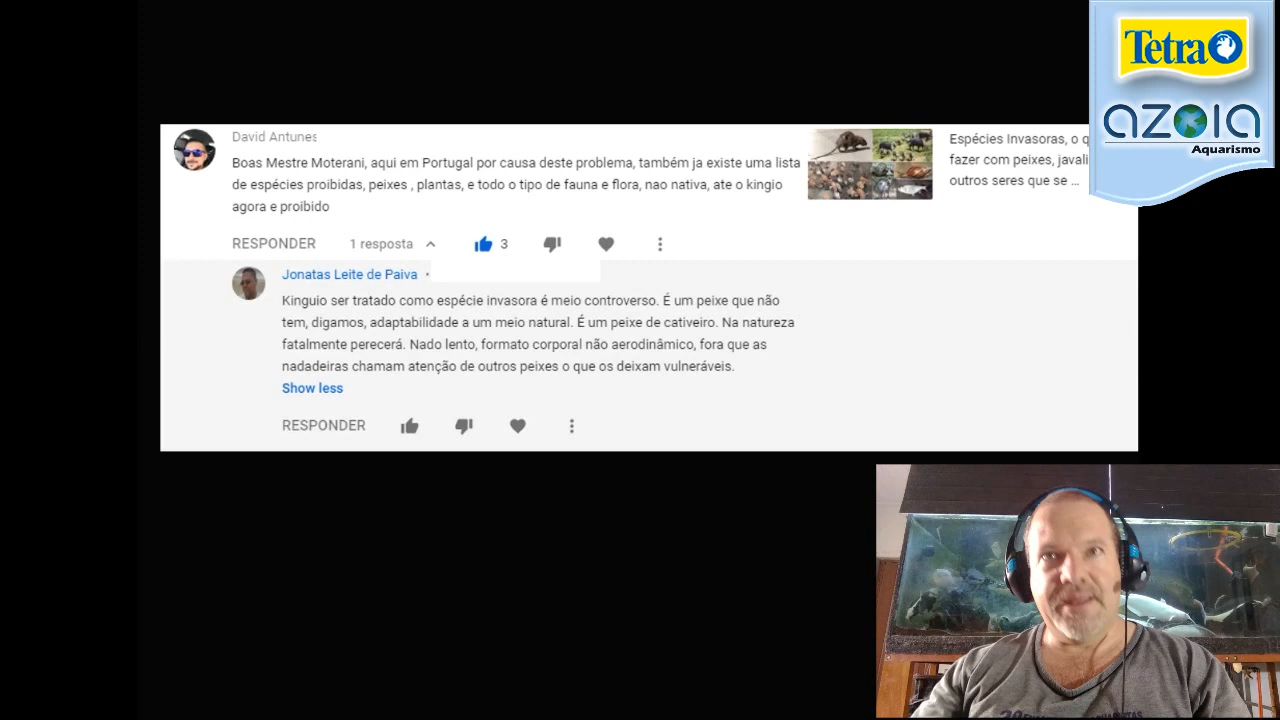 Tetra
azoia
Aquarismo
David Antunes
Boas Mestre Moterani, aqui em Portugal por causa deste problema, também ja existe uma lista
de espécies proibidas, peixes , plantas, e todo o tipo de fauna e flora, nao nativa, ate o kingio
agora e proibido
Espécies Invasoras, o q
fazer com peixes, javali
outros seres que se ...
RESPONDER 1 resposta 3
Jonatas Leite de Paiva
Kinguio ser tratado como espécie invasora é meio controverso. É um peixe que não
tem, digamos, adaptabilidade a um meio natural. É um peixe de cativeiro. Na natureza
fatalmente perecerá. Nado lento, formato corporal não aerodinâmico, fora que as
nadadeiras chamam atenção de outros peixes o que os deixam vulneráveis.
Show less
RESPONDER